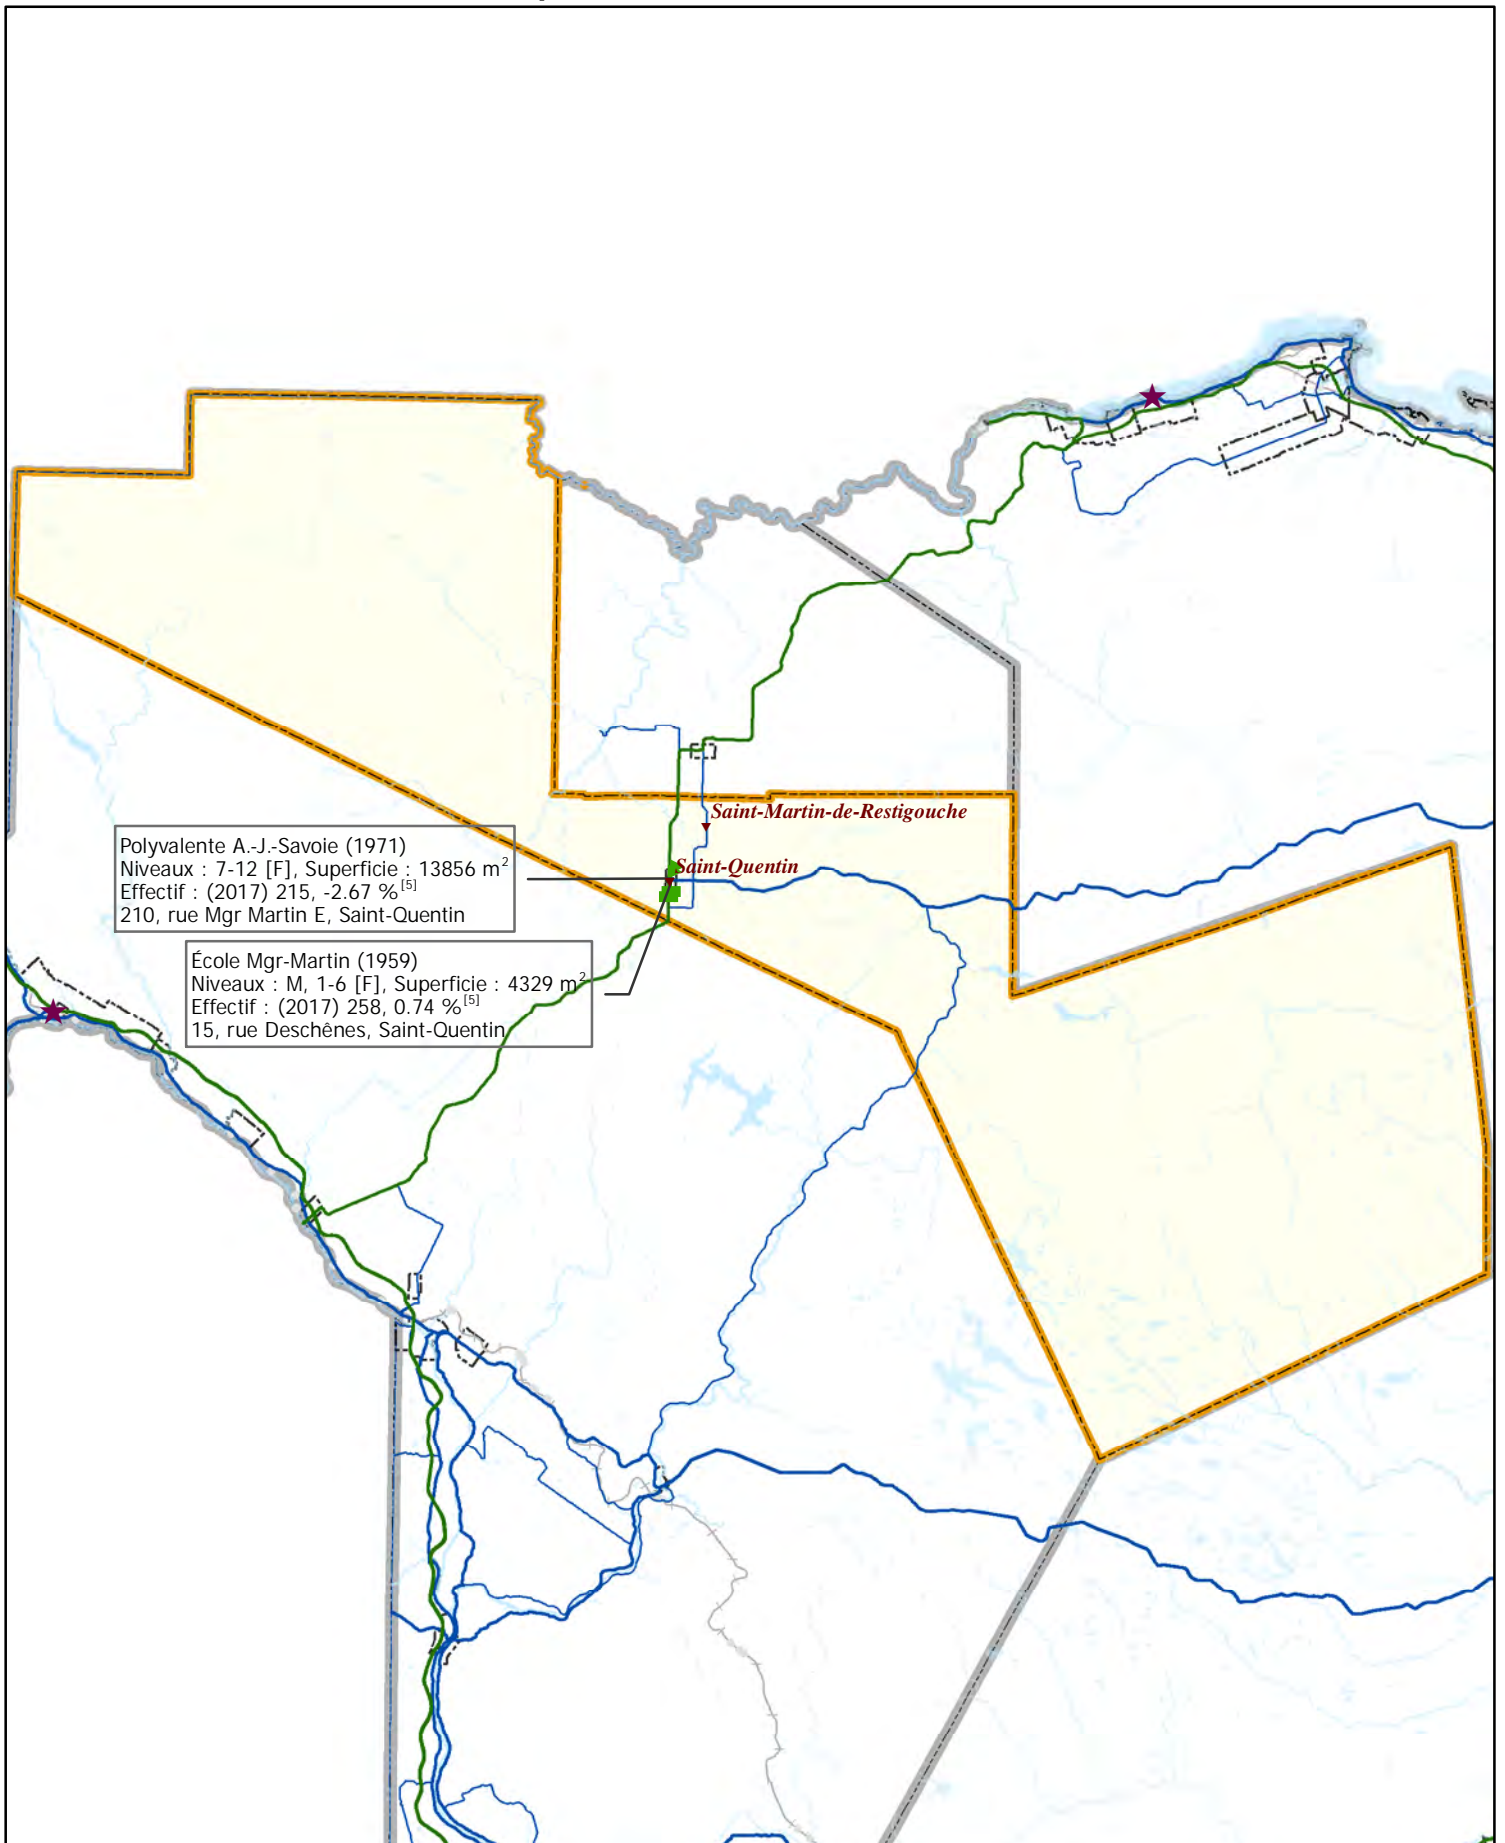 Saint-Martin-de-Restigouche
Polyvalente A.-J.-Savoie (1971)
Niveaux : 7-12 [F], Superficie : 13856 m²
Effectif : (2017) 215, -2.67 % [5]
210, rue Mgr Martin E, Saint-Quentin
Saint-Quentin
École Mgr-Martin (1959)
Niveaux : M, 1-6 [F], Superficie : 4329 m²
Effectif : (2017) 258, 0.74 % [5]
15, rue Deschênes, Saint-Quentin